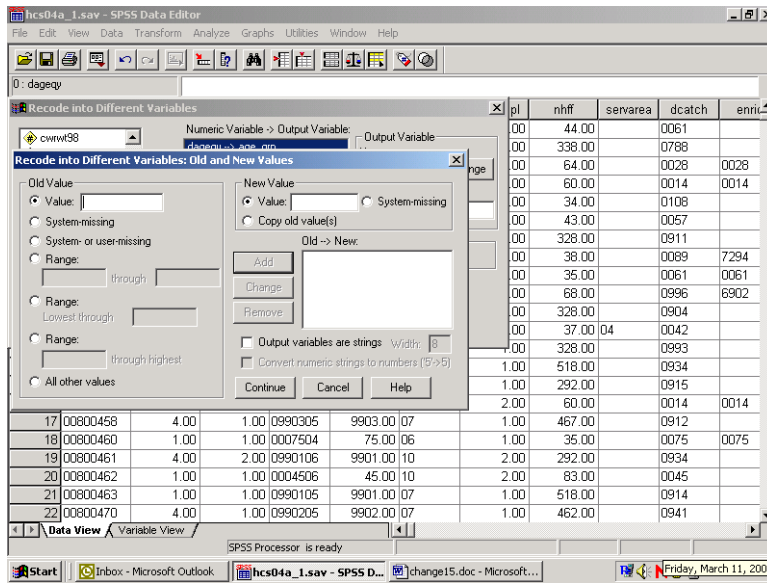 hcs04a_1.sav - SPSS Data Editor
File Edit View Data Transform Analyze Graphs Utilities Window Help
0 : dageqy
Recode into Different Variables
cwrwt98
Numeric Variable -> Output Variable:
Output Variable
dageqy --> age_grp
nge
Recode into Different Variables: Old and New Values
Old Value
Value:
System-missing
System- or user-missing
Range:
through
Range:
Lowest through
Range:
through highest
All other values
New Value
Value:
System-missing
Copy old value(s)
Old --> New:
Add
Change
Remove
Output variables are strings Width: 8
Convert numeric strings to numbers ('5'->5)
Continue Cancel Help
pl nhff servarea dcatch enric
.00 44.00 0061
.00 338.00 0788
.00 64.00 0028 0028
.00 60.00 0014 0014
.00 34.00 0108
.00 43.00 0057
.00 328.00 0911
.00 38.00 0089 7294
.00 35.00 0061 0061
.00 68.00 0996 6902
.00 328.00 0904
.00 37.00 04 0042
.00 328.00 0993
1.00 518.00 0934
1.00 292.00 0915
2.00 60.00 0014 0014
17 00800458 4.00 1.00 0990305 9903.00 07 1.00 467.00 0912
18 00800460 1.00 1.00 0007504 75.00 06 1.00 35.00 0075 0075
19 00800461 4.00 2.00 0990106 9901.00 10 2.00 292.00 0934
20 00800462 1.00 1.00 0004506 45.00 10 2.00 83.00 0045
21 00800463 1.00 1.00 0990105 9901.00 07 1.00 518.00 0914
22 00800470 4.00 1.00 0990205 9902.00 07 1.00 462.00 0941
Data View Variable View
SPSS Processor is ready
Start Inbox - Microsoft Outlook hcs04a_1.sav - SPSS D... change15.doc - Microsoft... Friday, March 11, 200